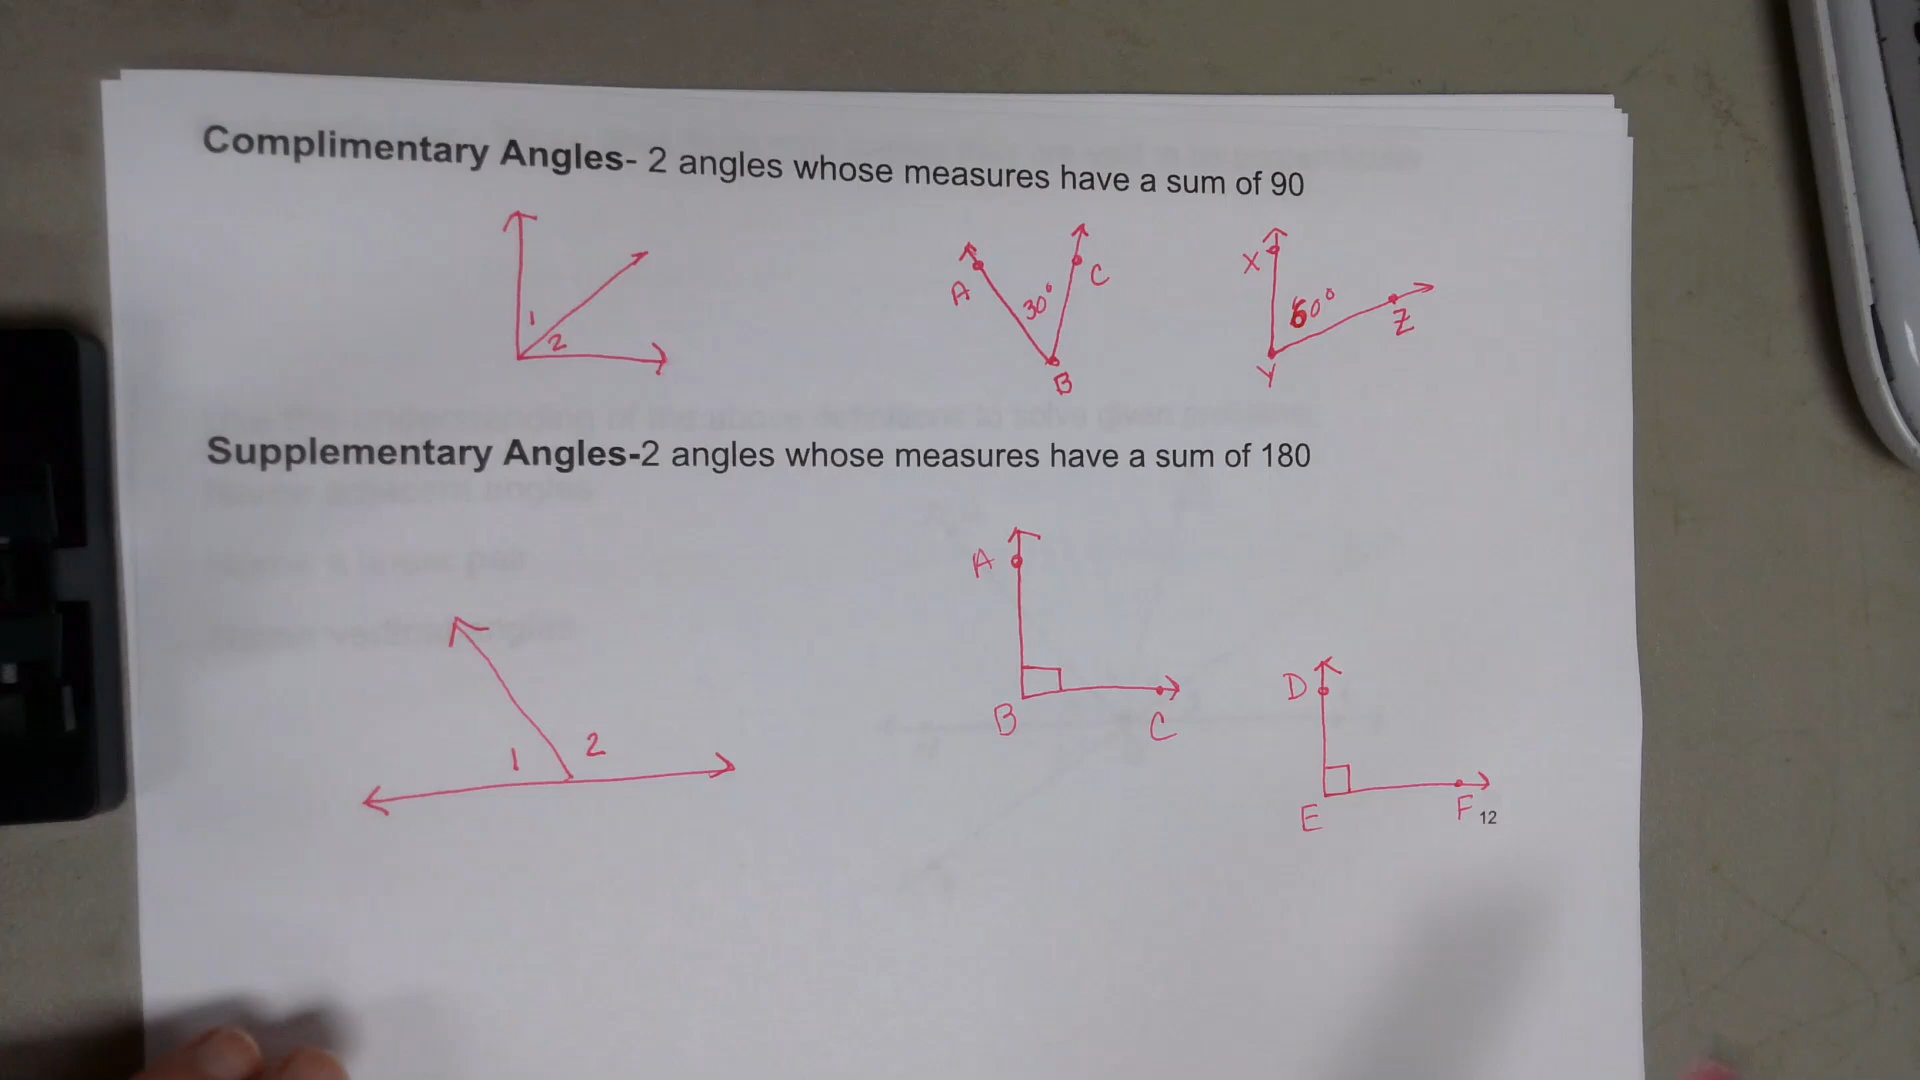 Complimentary Angles- 2 angles whose measures have a sum of 90
1
2
A
30°
C
B
X
60°
Z
Y
Supplementary Angles-2 angles whose measures have a sum of 180
1
2
A
B
C
D
E
F
12